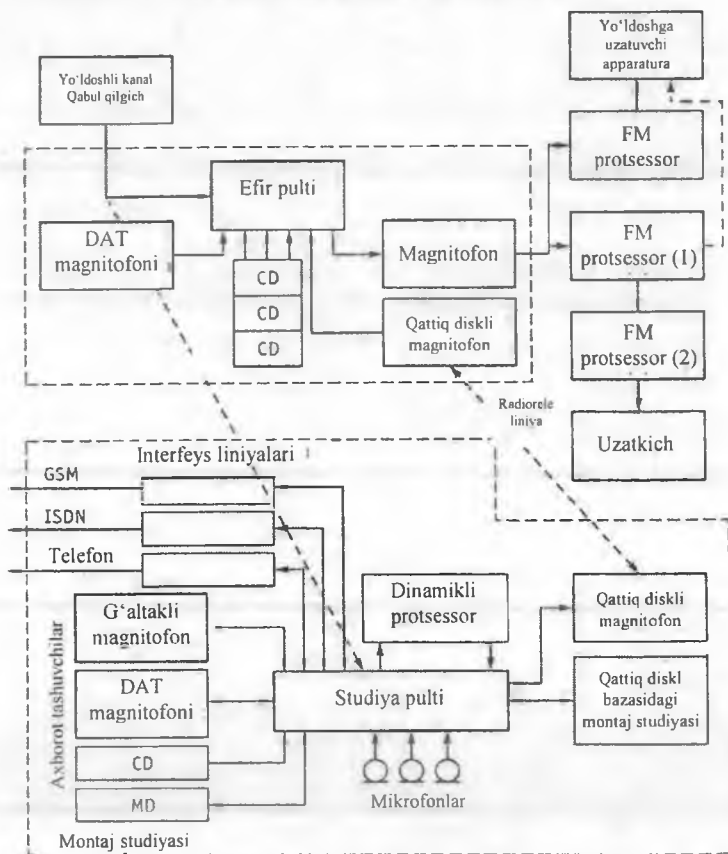 Yo'ldoshli kanal
Qabul qilgich
Yo'ldoshga
uzatuvchi
apparatura
FM
protsessor
Efir pulti
DAT
magnitofoni
Magnitofon
FM
protsessor (1)
CD
CD
CD
Qattiq diskli
magnitofon
FM
protsessor (2)
Radiorele
liniya
Uzatkich
Interfeys liniyalari
GSM
ISDN
Telefon
Axborot tashuvchilar
G'altakli
magnitofon
Dinamikli
protsessor
Qattiq diskli
magnitofon
DAT
magnitofoni
Studiya pulti
Qattiq diskl
bazasidagi
montaj studiyasi
CD
MD
Mikrofonlar
Montaj studiyasi